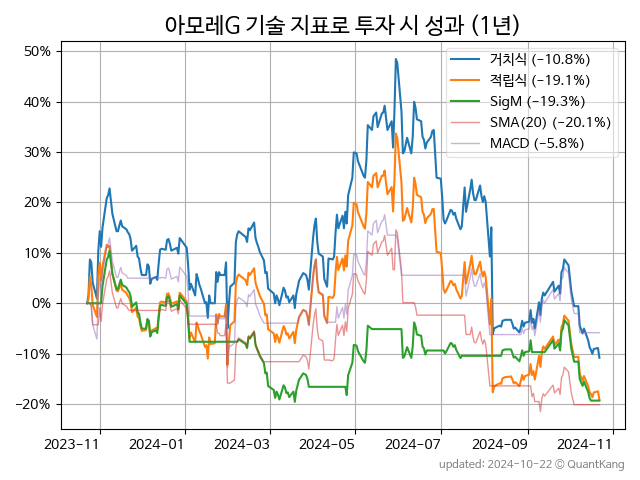 아모레G 기술 지표로 투자 시 성과 (1년)
거치식 (−10.8%)
적립식 (−19.1%)
SigM (−19.3%)
SMA(20) (−20.1%)
MACD (−5.8%)
50%
40%
30%
20%
10%
0%
−10%
−20%
2023-11 2024-01 2024-03 2024-05 2024-07 2024-09 2024-11
updated: 2024-10-22 © QuantKang